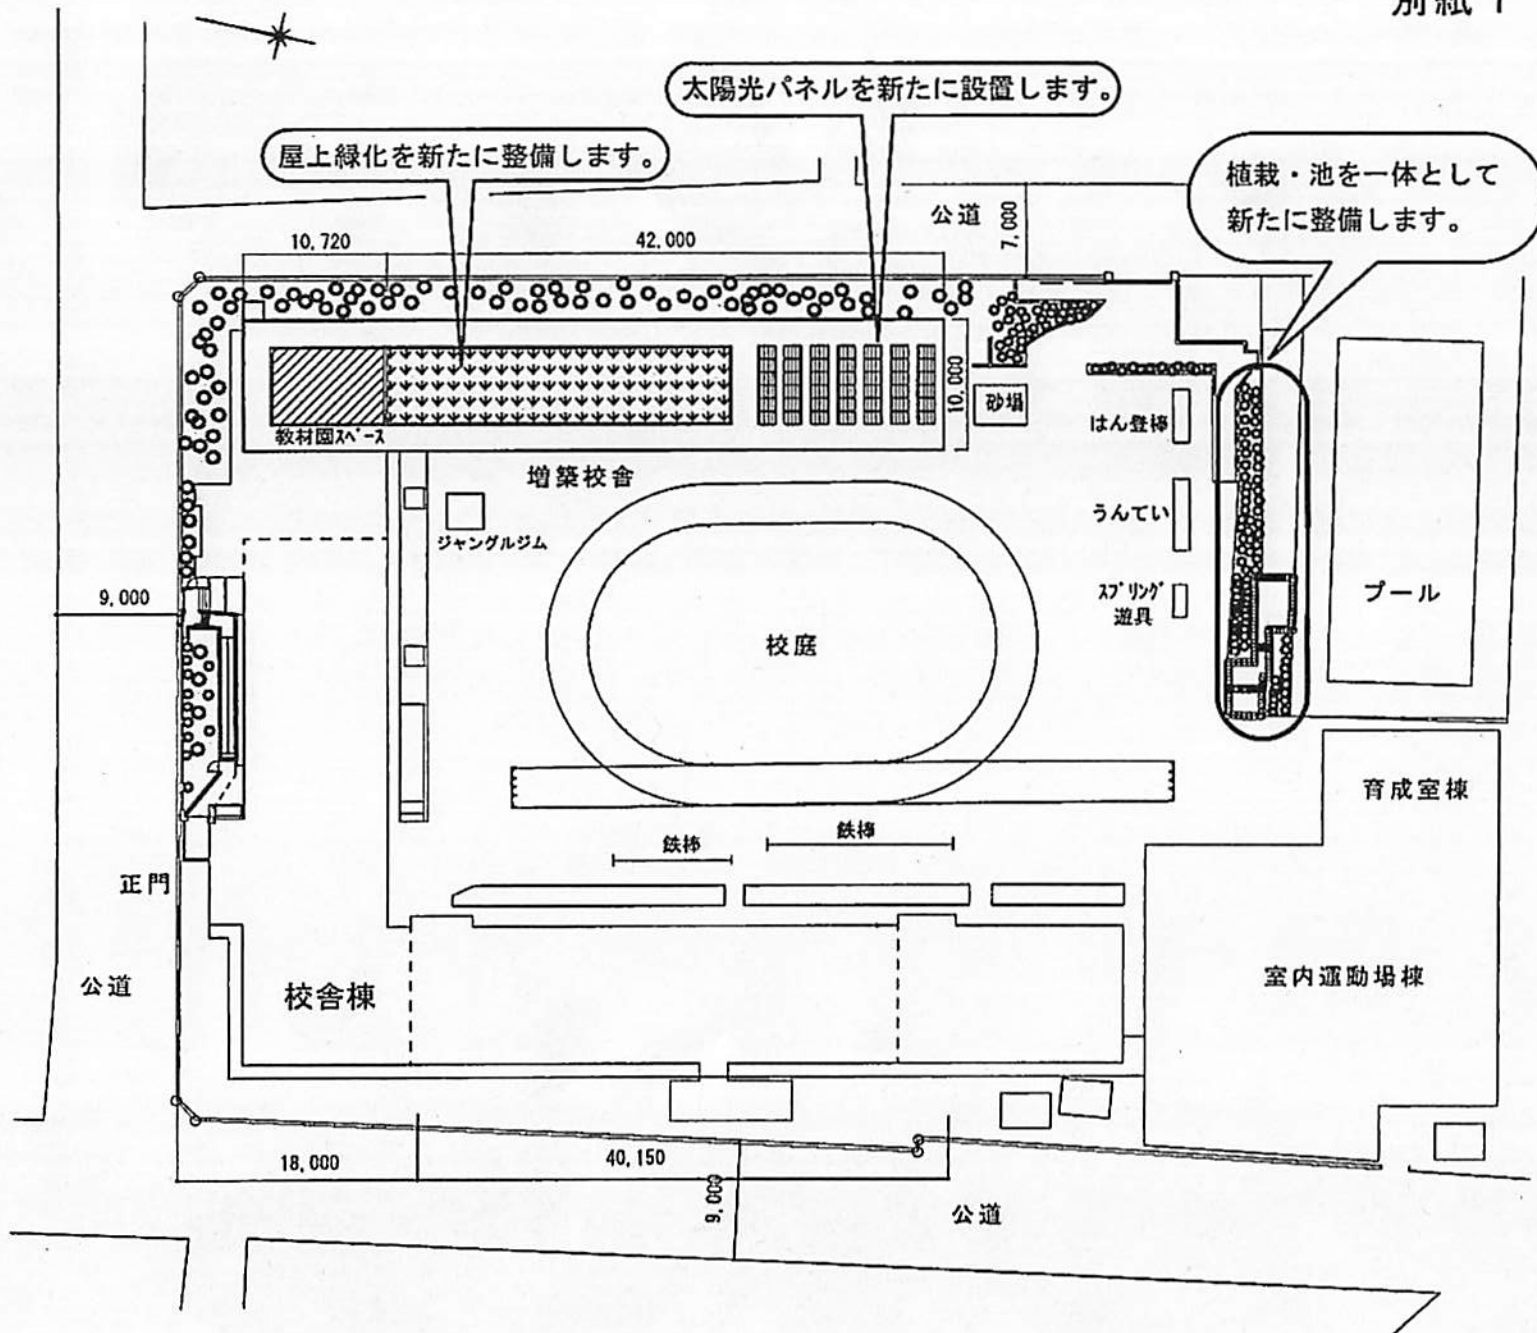 別紙1
太陽光パネルを新たに設置します。
屋上緑化を新たに整備します。
植栽・池を一体として
新たに整備します。
公道
7,000
10,720
42,000
10,000
砂場
教材園スペース
増築校舎
はん登棒
ジャングルジム
うんてい
9,000
スプリング
遊具
プール
校庭
育成室棟
鉄棒
鉄棒
正門
室内運動場棟
公道
校舎棟
18,000
40,150
9,000
公道